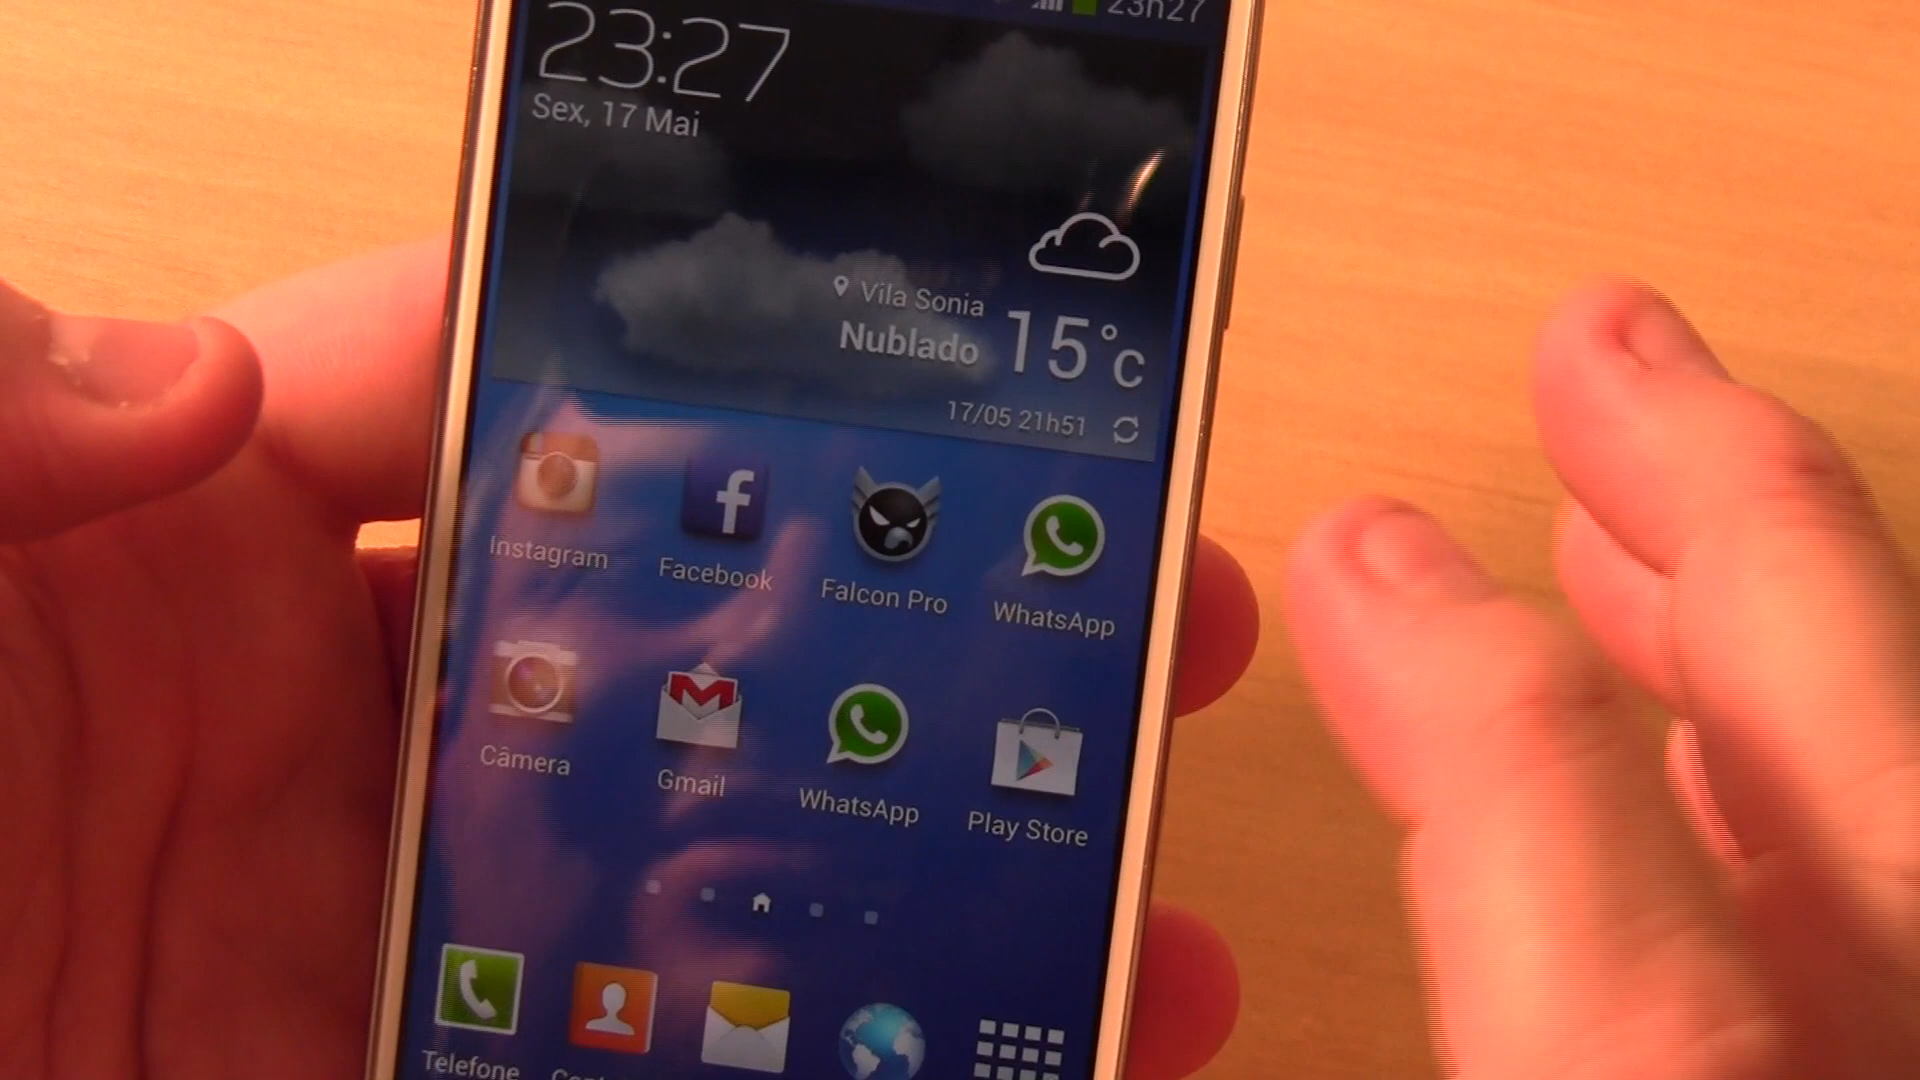 23h27
23:27
Sex, 17 Mai
Vila Sonia
Nublado
15°C
17/05 21h51
Instagram
Facebook
Falcon Pro
WhatsApp
Câmera
Gmail
WhatsApp
Play Store
Telefone